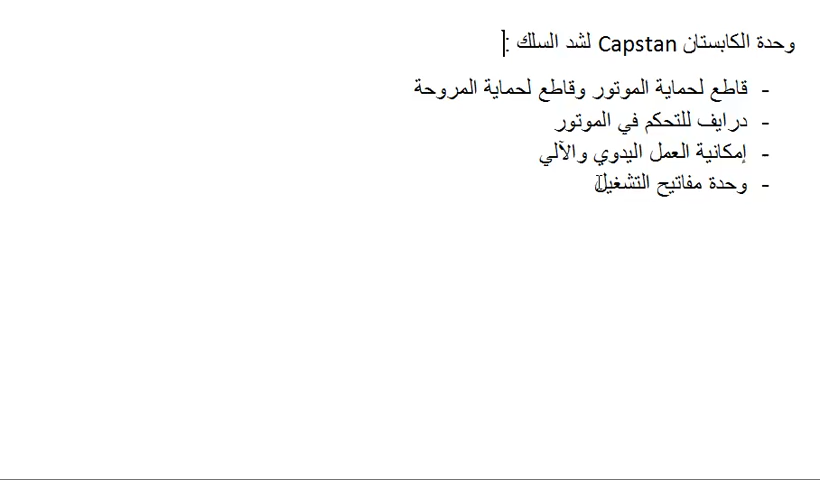 وحدة الكابستان Capstan لشد السلك :
- قاطع لحماية الموتور وقاطع لحماية المروحة
- درايف للتحكم في الموتور
- إمكانية العمل اليدوي والآلي
- وحدة مفاتيح التشغيل